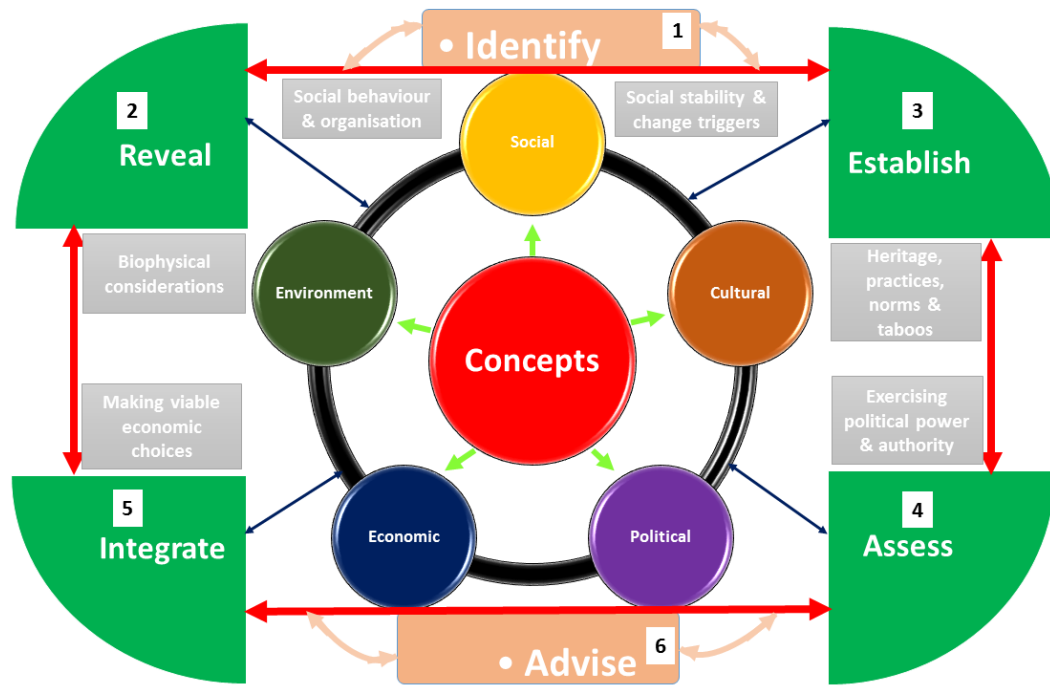 • Identify
1
2
Reveal
Social behaviour
& organisation
Social stability &
change triggers
3
Establish
Social
Biophysical
considerations
Environment
Cultural
Heritage,
practices,
norms &
taboos
Concepts
Making viable
economic
choices
Exercising
political power
& authority
5
Integrate
Economic
Political
4
Assess
• Advise
6